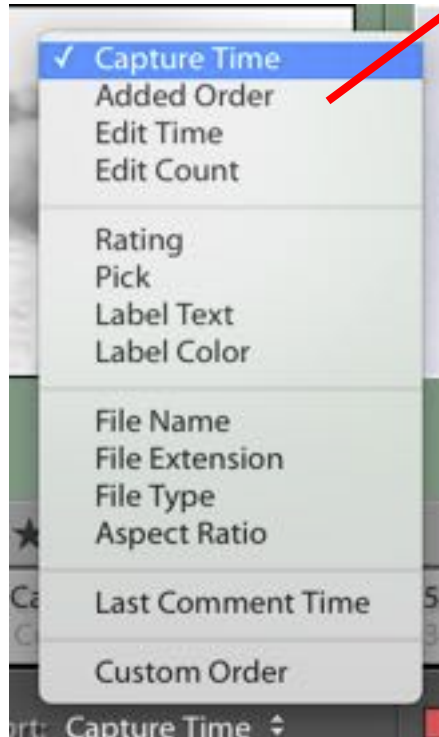 ✓ Capture Time
Added Order
Edit Time
Edit Count
Rating
Pick
Label Text
Label Color
File Name
File Extension
File Type
Aspect Ratio
Last Comment Time
Custom Order
Capture Time